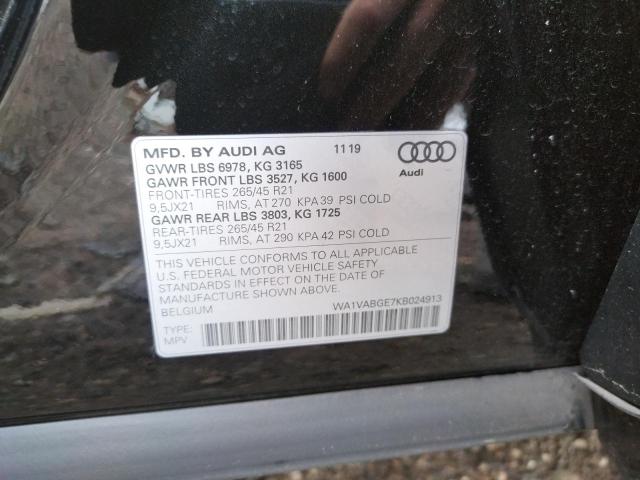 MFD. BY AUDI AG 11 19
GVWR LBS 6978, KG 3165
GAWR FRONT LBS 3527, KG 1600
FRONT-TIRES 265/45 R21
9,5JX21 RIMS, AT 270 KPA 39 PSI COLD
GAWR REAR LBS 3803, KG 1725
REAR-TIRES 265/45 R21
9,5JX21 RIMS, AT 290 KPA 42 PSI COLD
Audi
THIS VEHICLE CONFORMS TO ALL APPLICABLE
U.S. FEDERAL MOTOR VEHICLE SAFETY
STANDARDS IN EFFECT ON THE DATE OF
MANUFACTURE SHOWN ABOVE.
BELGIUM WA1VABGE7KB024913
TYPE:
MPV